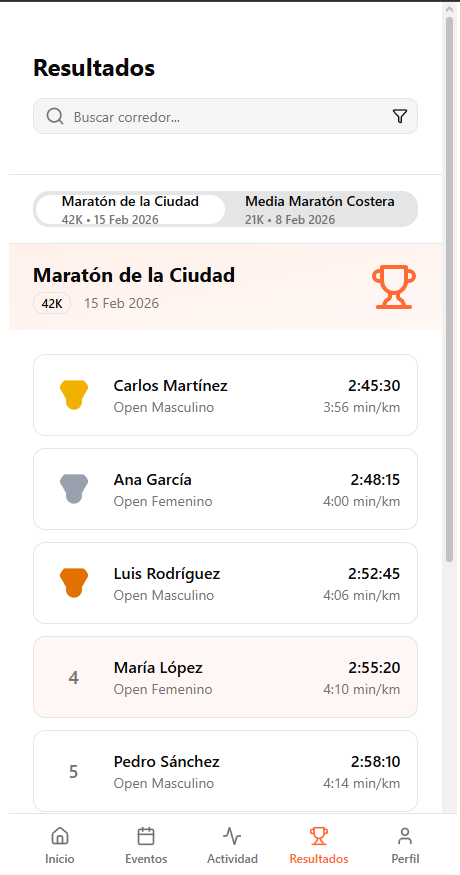 Resultados
Buscar corredor...
Maratón de la Ciudad
42K • 15 Feb 2026
Media Maratón Costera
21K • 8 Feb 2026
Maratón de la Ciudad
42K 15 Feb 2026
Carlos Martínez 2:45:30
Open Masculino 3:56 min/km
Ana García 2:48:15
Open Femenino 4:00 min/km
Luis Rodríguez 2:52:45
Open Masculino 4:06 min/km
4
María López 2:55:20
Open Femenino 4:10 min/km
5
Pedro Sánchez 2:58:10
Open Masculino 4:14 min/km
Inicio Eventos Actividad Resultados Perfil